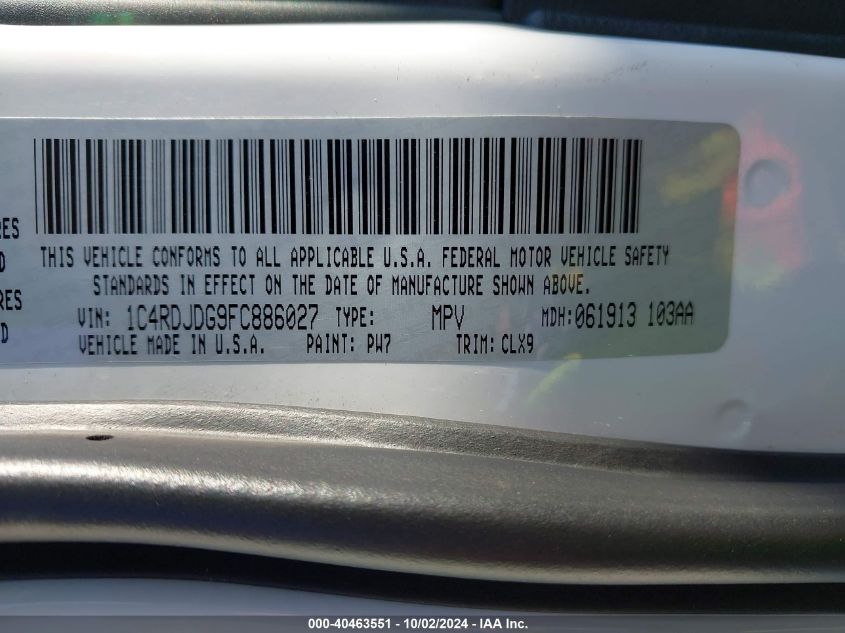 RES
THIS VEHICLE CONFORMS TO ALL APPLICABLE U.S.A. FEDERAL MOTOR VEHICLE SAFETY
D
STANDARDS IN EFFECT ON THE DATE OF MANUFACTURE SHOWN ABOVE.
RES
VIN: 1C4RDJDG9FC886027 TYPE: MPV MDH:061913 103AA
D
VEHICLE MADE IN U.S.A. PAINT: PW7 TRIM: CLX9
000-40463551 - 10/02/2024 - IAA Inc.